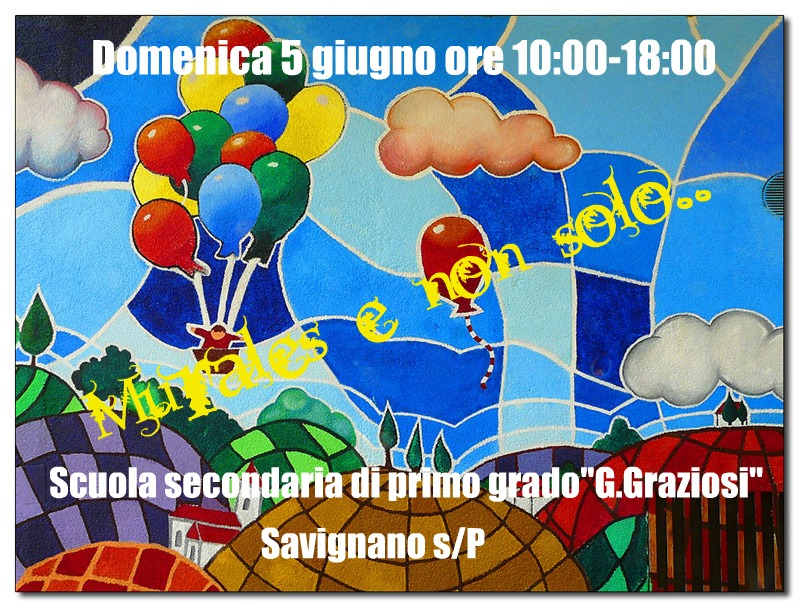 Domenica 5 giugno ore 10:00-18:00
Murales e non solo..
Scuola secondaria di primo grado"G.Graziosi"
Savignano s/P